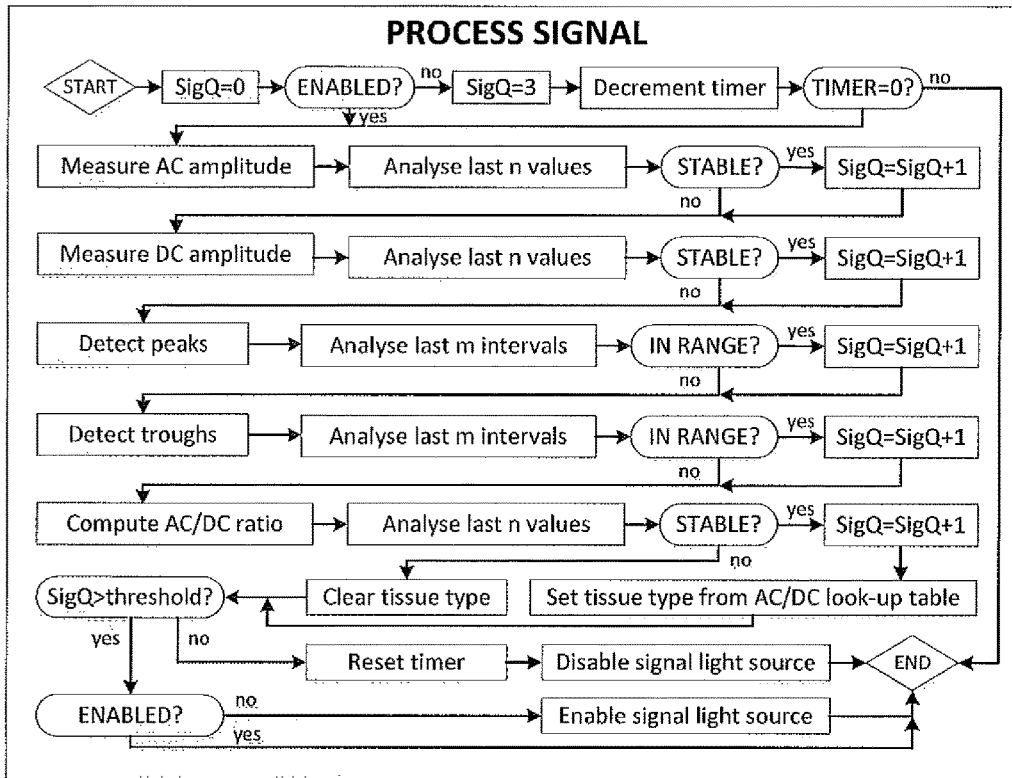 PROCESS SIGNAL
START
SigQ=0
ENABLED?
no
SigQ=3
Decrement timer
TIMER=0?
no
yes
Measure AC amplitude
Analyse last n values
STABLE?
yes
SigQ=SigQ+1
no
Measure DC amplitude
Analyse last n values
STABLE?
yes
SigQ=SigQ+1
no
Detect peaks
Analyse last m intervals
IN RANGE?
yes
SigQ=SigQ+1
no
Detect troughs
Analyse last m intervals
IN RANGE?
yes
SigQ=SigQ+1
no
Compute AC/DC ratio
Analyse last n values
STABLE?
yes
SigQ=SigQ+1
no
SigQ>threshold?
Clear tissue type
Set tissue type from AC/DC look-up table
yes
no
Reset timer
Disable signal light source
END
ENABLED?
no
Enable signal light source
yes